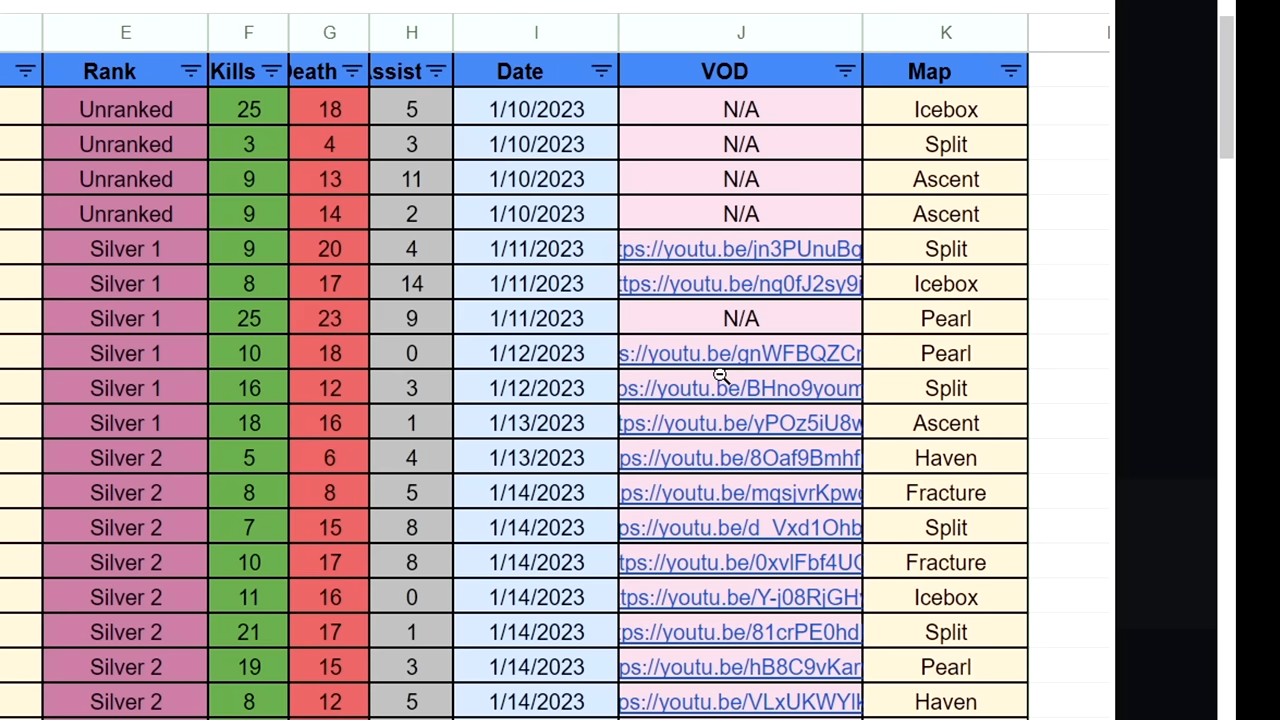 E F G H I J K
Rank Kills Death Assist Date VOD Map
Unranked 25 18 5 1/10/2023 N/A Icebox
Unranked 3 4 3 1/10/2023 N/A Split
Unranked 9 13 11 1/10/2023 N/A Ascent
Unranked 9 14 2 1/10/2023 N/A Ascent
Silver 1 9 20 4 1/11/2023 tps://youtu.be/jn3PUnuBq Split
Silver 1 8 17 14 1/11/2023 ttps://youtu.be/nq0fJ2sy9j Icebox
Silver 1 25 23 9 1/11/2023 N/A Pearl
Silver 1 10 18 0 1/12/2023 s://youtu.be/gnWFBQZCr Pearl
Silver 1 16 12 3 1/12/2023 ps://youtu.be/BHno9youm Split
Silver 1 18 16 1 1/13/2023 tps://youtu.be/yPOz5iU8w Ascent
Silver 2 5 6 4 1/13/2023 ps://youtu.be/8Oaf9Bmhf Haven
Silver 2 8 8 5 1/14/2023 ps://youtu.be/mqsjvrKpwc Fracture
Silver 2 7 15 8 1/14/2023 ps://youtu.be/d_Vxd1Ohb Split
Silver 2 10 17 8 1/14/2023 tps://youtu.be/0xvlFbf4UC Fracture
Silver 2 11 16 0 1/14/2023 tps://youtu.be/Y-j08RjGH Icebox
Silver 2 21 17 1 1/14/2023 ps://youtu.be/81crPE0hd Split
Silver 2 19 15 3 1/14/2023 ps://youtu.be/hB8C9vKar Pearl
Silver 2 8 12 5 1/14/2023 ps://youtu.be/VLxUKWYlk Haven